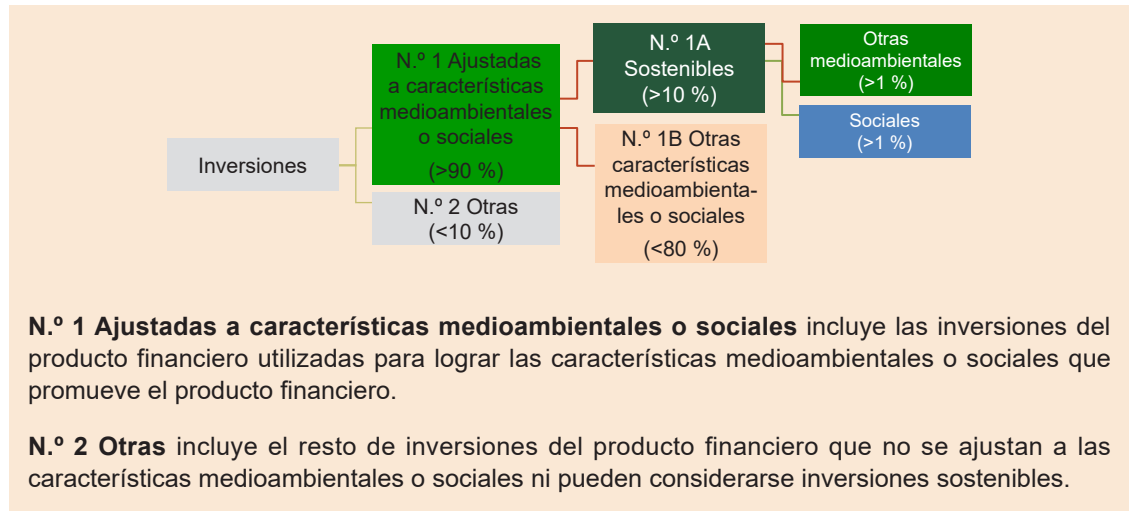 Inversiones
N.º 1 Ajustadas
a características
medioambientales
o sociales
(>90 %)
N.º 2 Otras
(<10 %)
N.º 1A
Sostenibles
(>10 %)
N.º 1B Otras
características
medioambienta-
les o sociales
(<80 %)
Otras
medioambientales
(>1 %)
Sociales
(>1 %)
N.º 1 Ajustadas a características medioambientales o sociales incluye las inversiones del
producto financiero utilizadas para lograr las características medioambientales o sociales que
promueve el producto financiero.
N.º 2 Otras incluye el resto de inversiones del producto financiero que no se ajustan a las
características medioambientales o sociales ni pueden considerarse inversiones sostenibles.